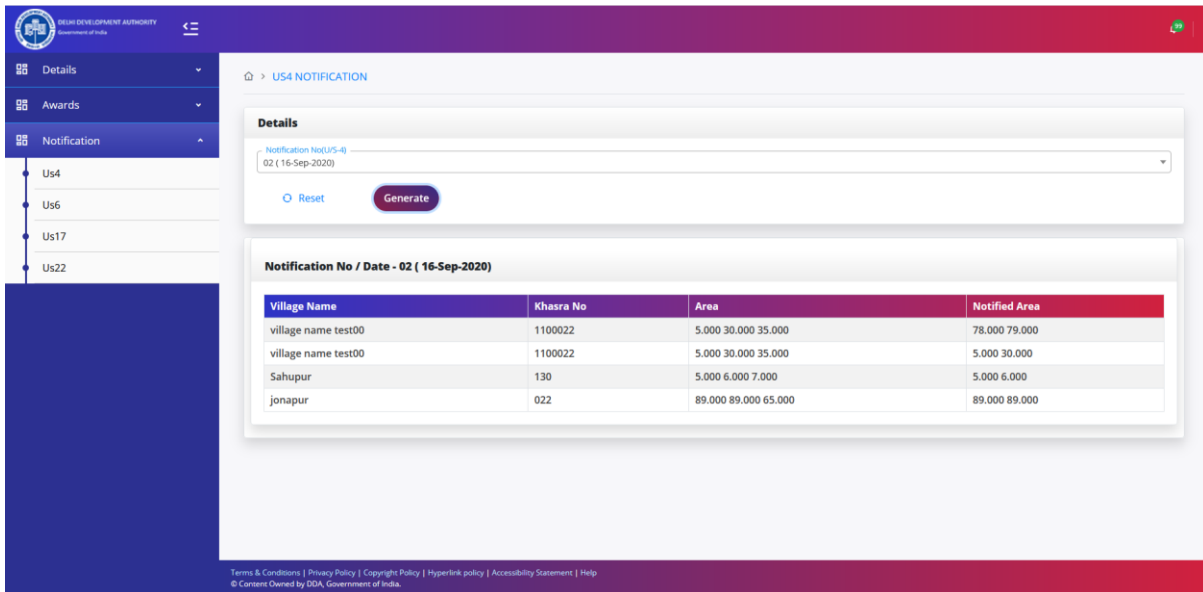 DELHI DEVELOPMENT AUTHORITY
Government of India
99
Details
Awards
Notification
Us4
Us6
Us17
Us22
> US4 NOTIFICATION
Details
Notification No(U/S-4)
02 ( 16-Sep-2020)
Reset Generate
Notification No / Date - 02 ( 16-Sep-2020)
Village Name Khasra No Area Notified Area
village name test00 1100022 5.000 30.000 35.000 78.000 79.000
village name test00 1100022 5.000 30.000 35.000 5.000 30.000
Sahupur 130 5.000 6.000 7.000 5.000 6.000
jonapur 022 89.000 89.000 65.000 89.000 89.000
Terms & Conditions | Privacy Policy | Copyright Policy | Hyperlink policy | Accessibility Statement | Help
© Content Owned by DDA, Government of India.